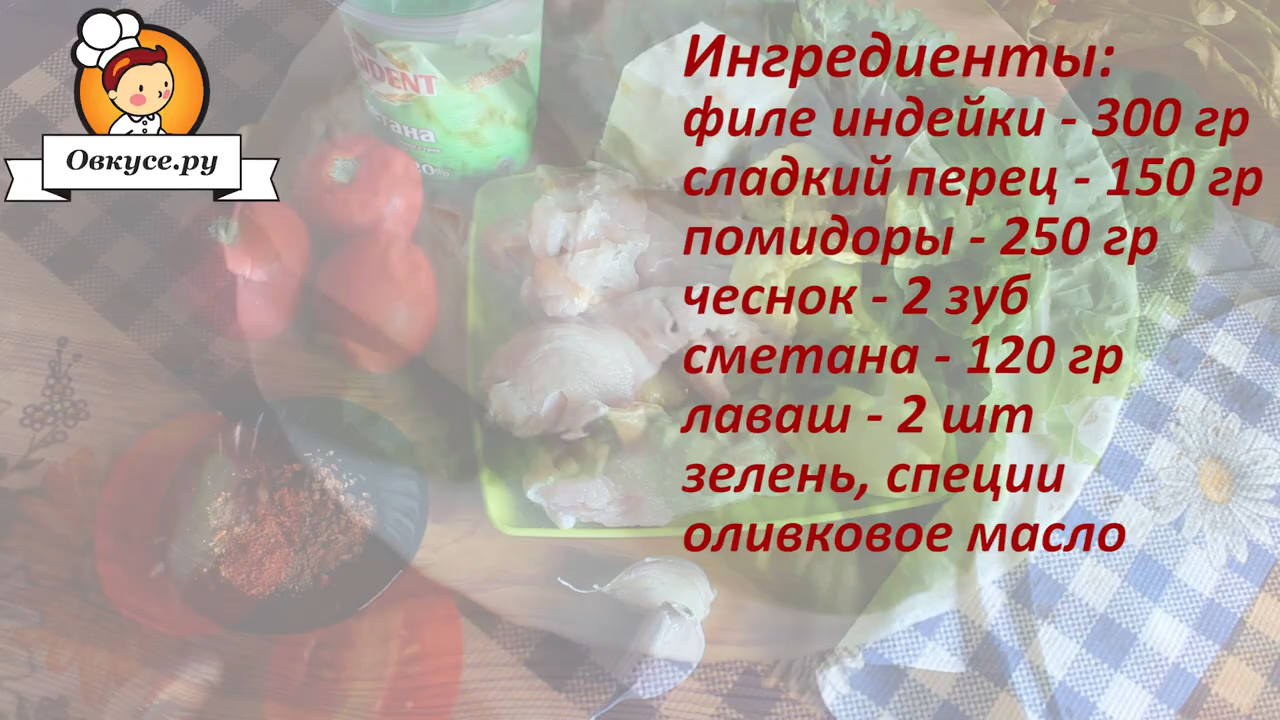 Овкусе.ру
Ингредиенты:
филе индейки - 300 гр
сладкий перец - 150 гр
помидоры - 250 гр
чеснок - 2 зуб
сметана - 120 гр
лаваш - 2 шт
зелень, специи
оливковое масло